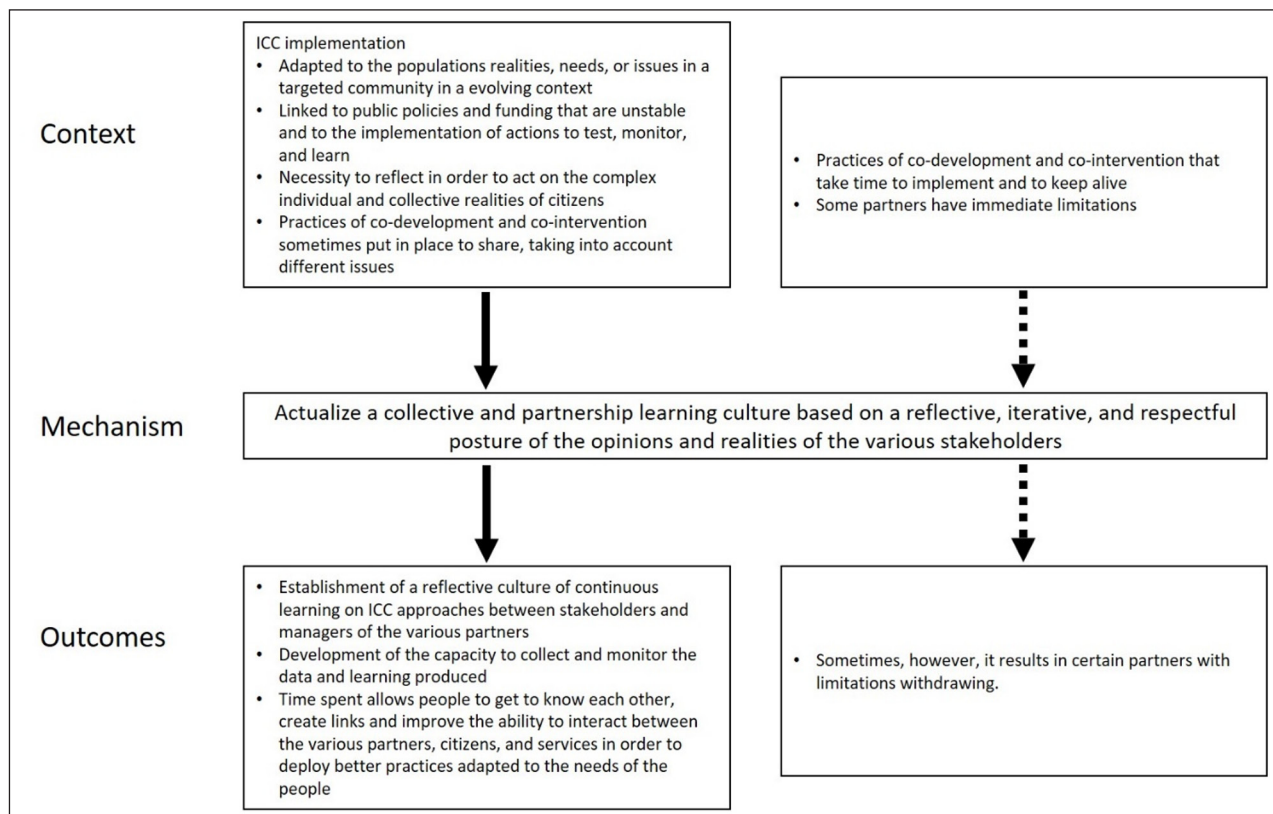 Context
ICC implementation
• Adapted to the populations realities, needs, or issues in a
targeted community in a evolving context
• Linked to public policies and funding that are unstable
and to the implementation of actions to test, monitor,
and learn
• Necessity to reflect in order to act on the complex
individual and collective realities of citizens
• Practices of co-development and co-intervention
sometimes put in place to share, taking into account
different issues
• Practices of co-development and co-intervention that
take time to implement and to keep alive
• Some partners have immediate limitations
Mechanism
Actualize a collective and partnership learning culture based on a reflective, iterative, and respectful
posture of the opinions and realities of the various stakeholders
Outcomes
• Establishment of a reflective culture of continuous
learning on ICC approaches between stakeholders and
managers of the various partners
• Development of the capacity to collect and monitor the
data and learning produced
• Time spent allows people to get to know each other,
create links and improve the ability to interact between
the various partners, citizens, and services in order to
deploy better practices adapted to the needs of the
people
• Sometimes, however, it results in certain partners with
limitations withdrawing.